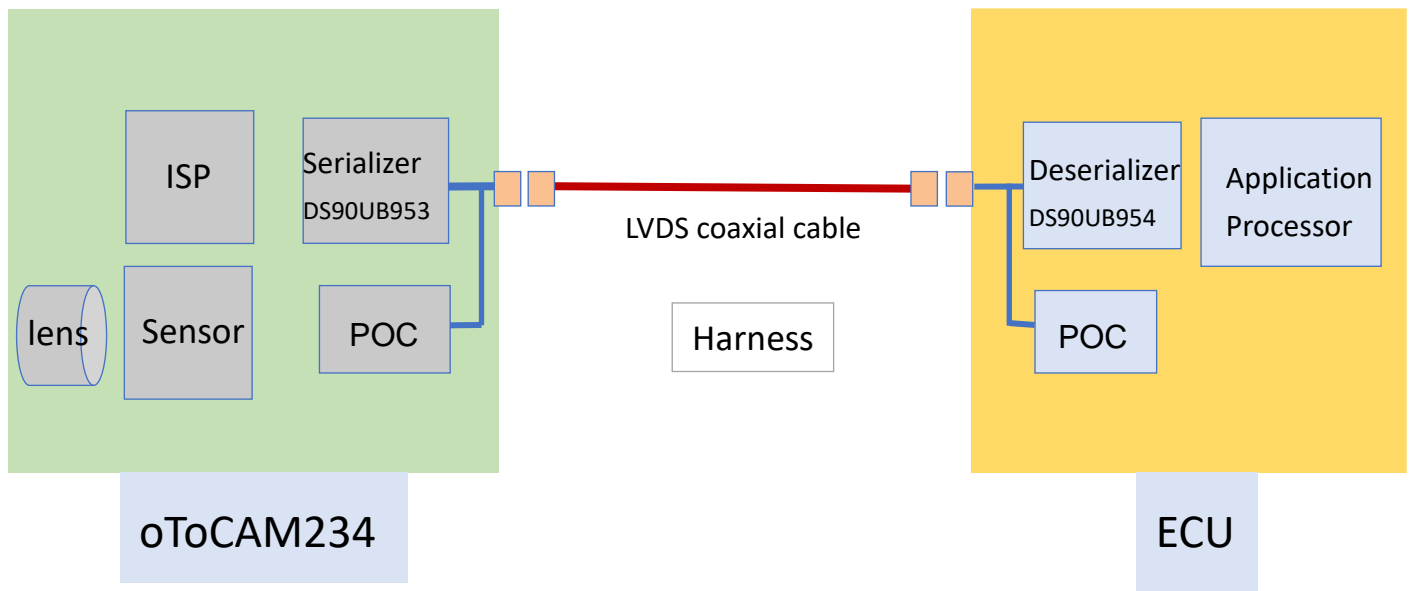 ISP
Serializer
DS90UB953
lens
Sensor
POC
oToCAM234
LVDS coaxial cable
Harness
Deserializer
DS90UB954
Application
Processor
POC
ECU